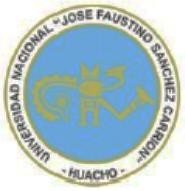 UNIVERSIDAD NACIONAL "JOSE FAUSTINO SANCHEZ CARRION"
- HUACHO -